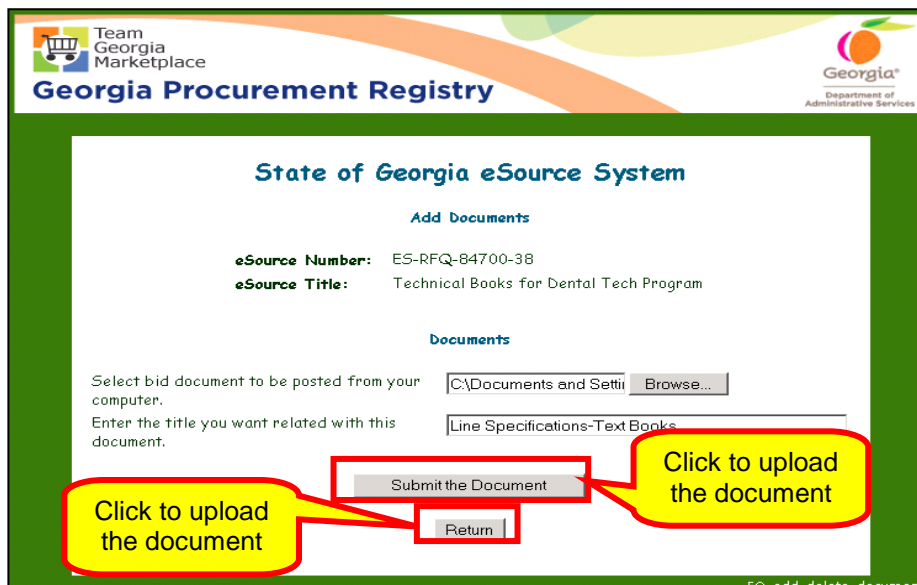 Team
Georgia
Marketplace
Georgia Procurement Registry
Georgia®
Department of
Administrative Services
State of Georgia eSource System
Add Documents
eSource Number: ES-RFQ-84700-38
eSource Title: Technical Books for Dental Tech Program
Documents
Select bid document to be posted from your
computer.
C:\Documents and Settin Browse...
Enter the title you want related with this
document.
Line Specifications-Text Books
Click to upload
the document
Submit the Document
Click to upload
the document
Return